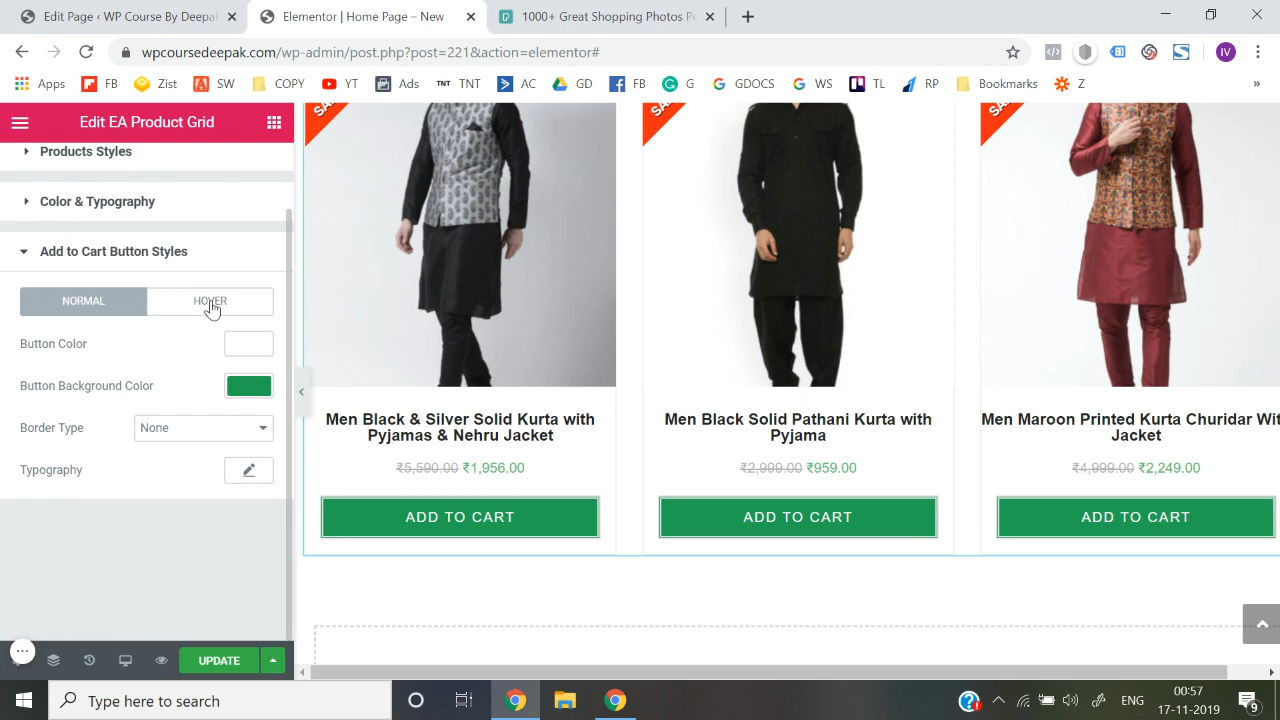 Edit Page ‹ WP Course By Deepak
Elementor | Home Page – New
1000+ Great Shopping Photos Pe
wpcoursedeepak.com/wp-admin/post.php?post=221&action=elementor#
IV
Apps
FB
Zist
SW
COPY
YT
Ads
TNT
TNT
AC
GD
FB
G
GDOCS
WS
TL
RP
Bookmarks
Z
»
Edit EA Product Grid
Products Styles
Color & Typography
Add to Cart Button Styles
NORMAL
HOVER
Button Color
Button Background Color
Border Type
None
Typography
UPDATE
Men Black & Silver Solid Kurta with
Pyjamas & Nehru Jacket
₹5,590.00 ₹1,956.00
ADD TO CART
Men Black Solid Pathani Kurta with
Pyjama
₹2,999.00 ₹959.00
ADD TO CART
Men Maroon Printed Kurta Churidar Wit
Jacket
₹4,999.00 ₹2,249.00
ADD TO CART
Type here to search
ENG
00:57
17-11-2019
9